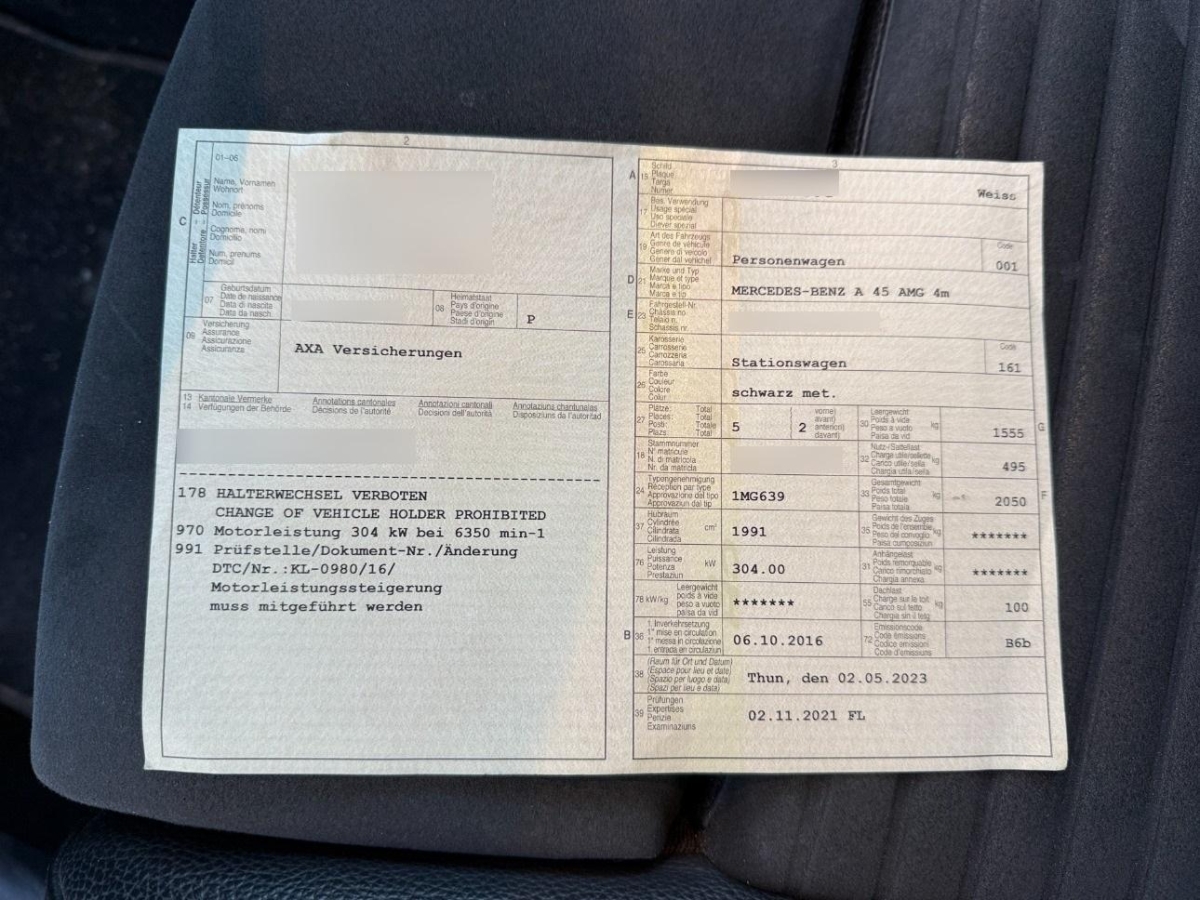 2
01-06
C
Halter - Détenteur
Detentore - Possessur
Name, Vornamen
Wohnort
Nom, prénoms
Domicile
Cognome, nomi
Domicilio
Num, prenums
Domicil
07
Geburtsdatum
Date de naissance
Data di nascita
Data da nasch.
08
Heimatstaat
Pays d'origine
Paese d'origine
Stadi d'origin
P
09
Versicherung
Assurance
Assicurazione
Assicuranza
AXA Versicherungen
13 Kantonale Vermerke Annotations cantonales Annotazioni cantonali Annotaziuns chantunalas
14 Verfügungen der Behörde Décisions de l'autorité Decisioni dell'autorità Disposiziuns da l'autoritad
178 HALTERWECHSEL VERBOTEN
CHANGE OF VEHICLE HOLDER PROHIBITED
970 Motorleistung 304 kW bei 6350 min-1
991 Prüfstelle/Dokument-Nr./Änderung
DTC/Nr.:KL-0980/16/
Motorleistungssteigerung
muss mitgeführt werden
3
A 15
Schild
Plaque
Targa
Numer
Weiss
17
Bes. Verwendung
Usage spécial
Uso speciale
Diever spezial
19
Art des Fahrzeugs
Genre de véhicule
Genere di veicolo
Gener dal vehichel
Personenwagen
Code
001
D 21
Marke und Typ
Marque et type
Marca e tipo
Marca e tip
MERCEDES-BENZ A 45 AMG 4m
E 23
Fahrgestell-Nr.
Châssis no
Telaio n.
Schassis nr.
25
Karosserie
Carrosserie
Carrozzeria
Carossaria
Stationswagen
Code
161
26
Farbe
Couleur
Colore
Colur
schwarz met.
27
Plätze: Total
Places: Total
Posti: Totale
Plazs: Total
5
2
vorne)
avant)
anteriori)
davant)
30
Leergewicht
Poids à vide
Peso a vuoto
Paisa da vid
kg
1555
G
18
Stammnummer
N° matricule
N. di matricola
Nr. da matricla
32
Nutz-/Sattellast
Charge utile/sellette
Carico utile/sella
Chargia utila/sella
kg
495
24
Typengenehmigung
Réception par type
Approvazione del tipo
Approvaziun dal tip
1MG639
33
Gesamtgewicht
Poids total
Peso totale
Paisa totala
kg
2050
F
37
Hubraum
Cylindrée
Cilindrata
Cilindrada
cm³
1991
35
Gewicht des Zuges
Poids de l'ensemble
Peso del convoglio
Paisa cumposiziun
kg
*******
76
Leistung
Puissance
Potenza
Prestaziun
kW
304.00
31
Anhängelast
Poids remorquable
Carico rimorchiato
Chargia annexa
kg
*******
78 kW/kg
Leergewicht
poids à vide
peso a vuoto
paisa da vid
*******
55
Dachlast
Charge sur le toit
Carico sul tetto
Chargia sin il tetg
kg
100
B 36
1. Inverkehrsetzung
1re mise en circulation
1a messa in circolazione
1. entrada en circulaziun
06.10.2016
72
Emissionscode
Code émissions
Codice emissioni
Code d'emissiuns
B6b
38
(Raum für Ort und Datum)
(Espace pour lieu et date)
(Spazio per luogo e data)
(Spazi per lieu e data)
Thun, den 02.05.2023
39
Prüfungen
Expertises
Perizie
Examinaziuns
02.11.2021 FL